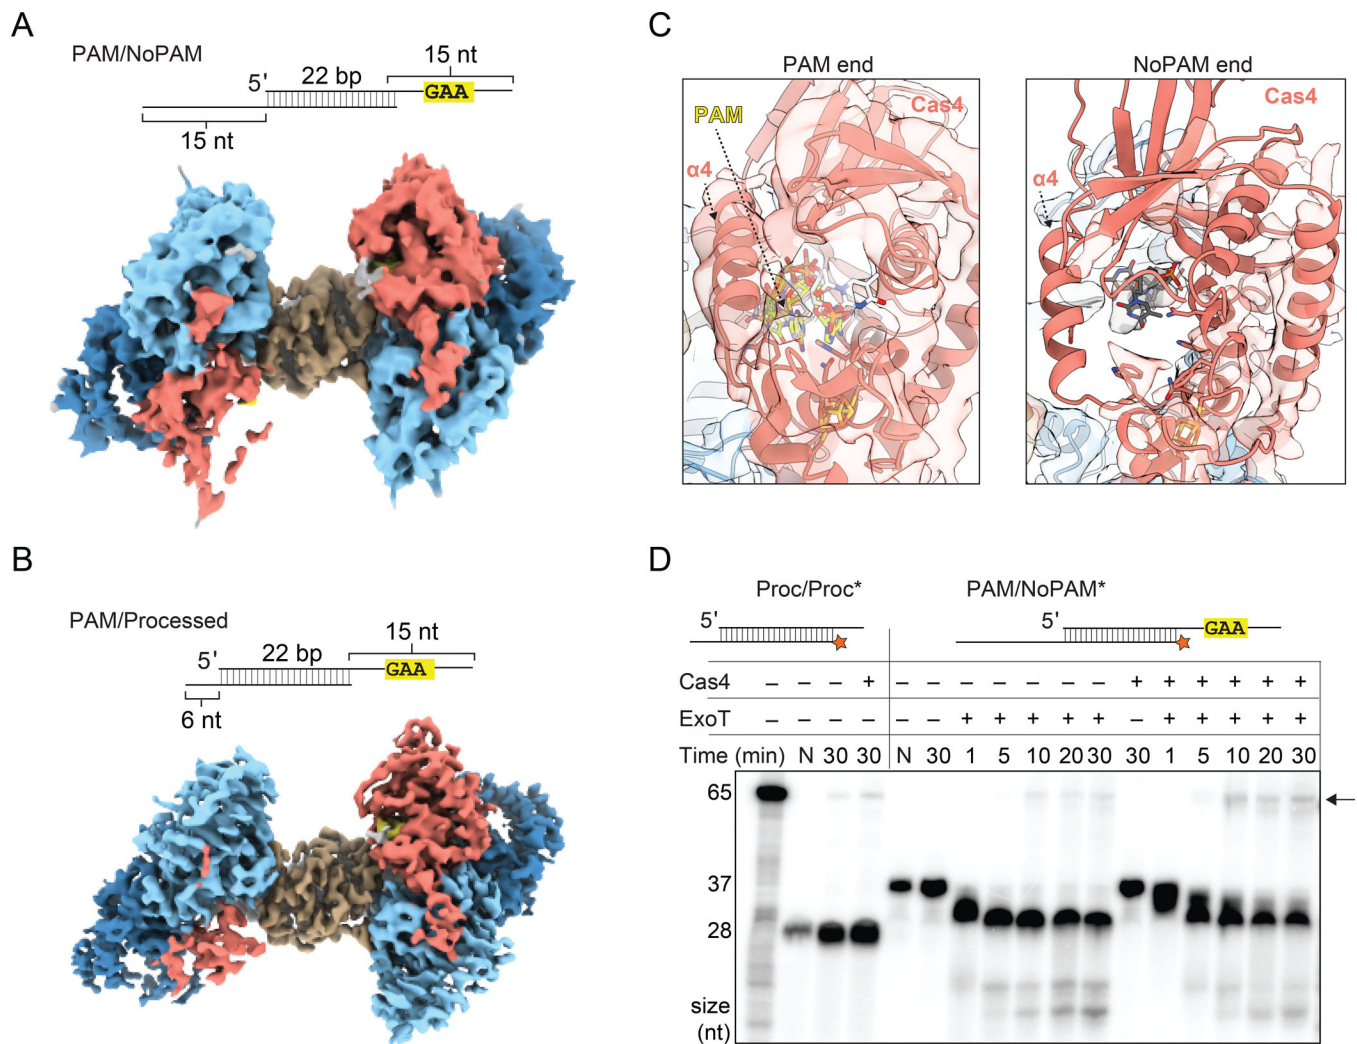 A
PAM/NoPAM
15 nt
5' 22 bp
GAA
15 nt
B
PAM/Processed
15 nt
5' 22 bp
GAA
6 nt
C
PAM end
NoPAM end
Cas4
PAM
α4
Cas4
α4
D
Proc/Proc*
PAM/NoPAM*
5'
5'
GAA
Cas4 – – – + – – – – – – – + + + + + +
ExoT – – – – – – + + + + + – + + + + +
Time (min) N 30 30 N 30 1 5 10 20 30 30 1 5 10 20 30
65
37
28
size
(nt)